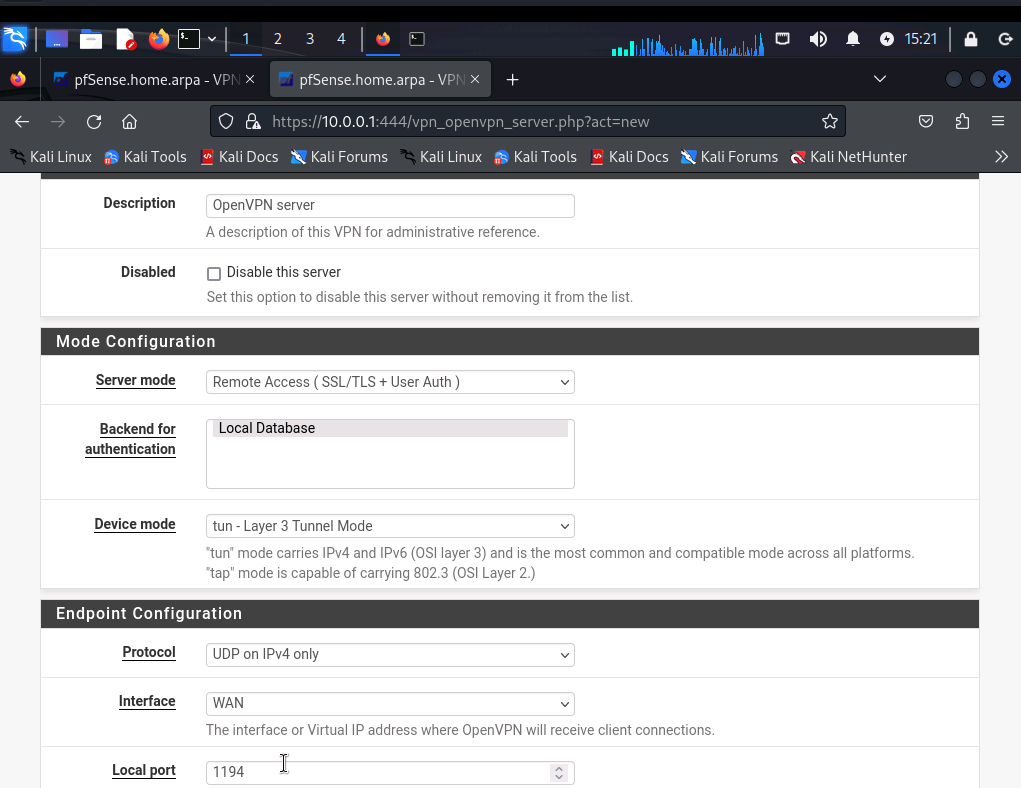 1 2 3 4 15:21
pfSense.home.arpa - VPN pfSense.home.arpa - VPN
https://10.0.0.1:444/vpn_openvpn_server.php?act=new
Kali Linux Kali Tools Kali Docs Kali Forums Kali Linux Kali Tools Kali Docs Kali Forums Kali NetHunter
Description
OpenVPN server
A description of this VPN for administrative reference.
Disabled
Disable this server
Set this option to disable this server without removing it from the list.
Mode Configuration
Server mode
Remote Access ( SSL/TLS + User Auth )
Backend for
authentication
Local Database
Device mode
tun - Layer 3 Tunnel Mode
"tun" mode carries IPv4 and IPv6 (OSI layer 3) and is the most common and compatible mode across all platforms.
"tap" mode is capable of carrying 802.3 (OSI Layer 2.)
Endpoint Configuration
Protocol
UDP on IPv4 only
Interface
WAN
The interface or Virtual IP address where OpenVPN will receive client connections.
Local port
1194